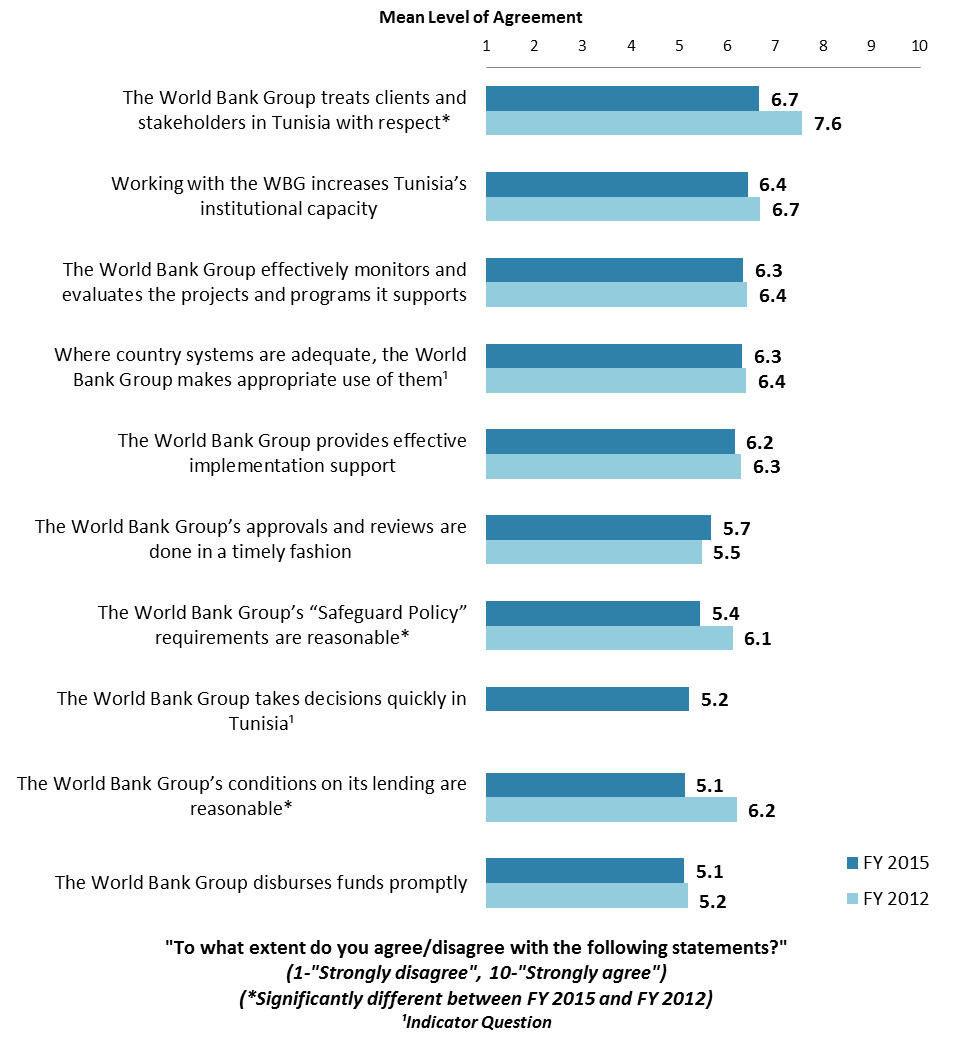 Mean Level of Agreement
1 2 3 4 5 6 7 8 9 10
The World Bank Group treats clients and
stakeholders in Tunisia with respect*
6.7
7.6
Working with the WBG increases Tunisia’s
institutional capacity
6.4
6.7
The World Bank Group effectively monitors and
evaluates the projects and programs it supports
6.3
6.4
Where country systems are adequate, the World
Bank Group makes appropriate use of them¹
6.3
6.4
The World Bank Group provides effective
implementation support
6.2
6.3
The World Bank Group’s approvals and reviews are
done in a timely fashion
5.7
5.5
The World Bank Group’s “Safeguard Policy”
requirements are reasonable*
5.4
6.1
The World Bank Group takes decisions quickly in
Tunisia¹
5.2
The World Bank Group’s conditions on its lending are
reasonable*
5.1
6.2
The World Bank Group disburses funds promptly
5.1
5.2
FY 2015
FY 2012
"To what extent do you agree/disagree with the following statements?"
(1-"Strongly disagree", 10-"Strongly agree")
(*Significantly different between FY 2015 and FY 2012)
¹Indicator Question